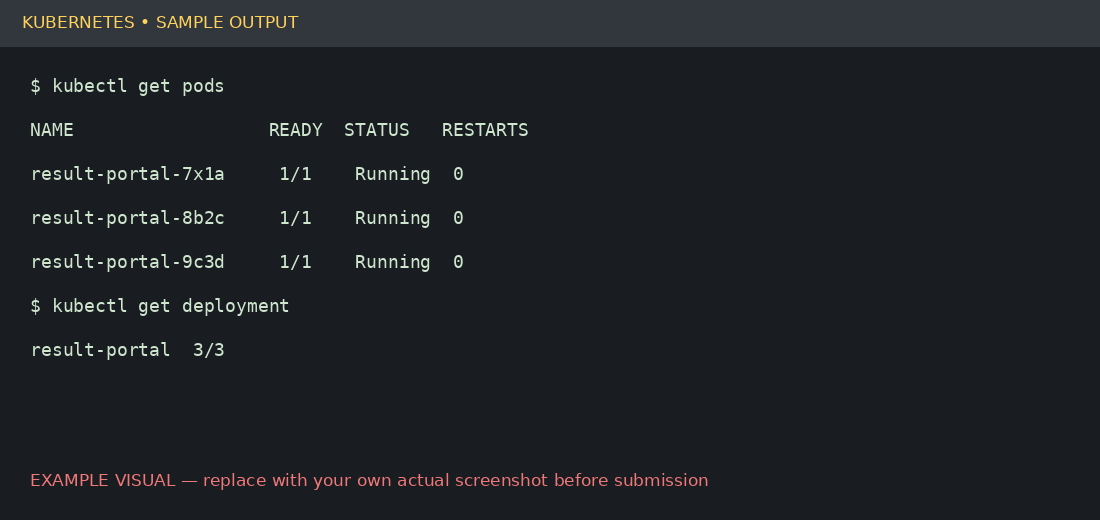 KUBERNETES • SAMPLE OUTPUT
$ kubectl get pods
NAME                  READY  STATUS   RESTARTS
result-portal-7x1a     1/1    Running  0
result-portal-8b2c     1/1    Running  0
result-portal-9c3d     1/1    Running  0
$ kubectl get deployment
result-portal  3/3
EXAMPLE VISUAL — replace with your own actual screenshot before submission